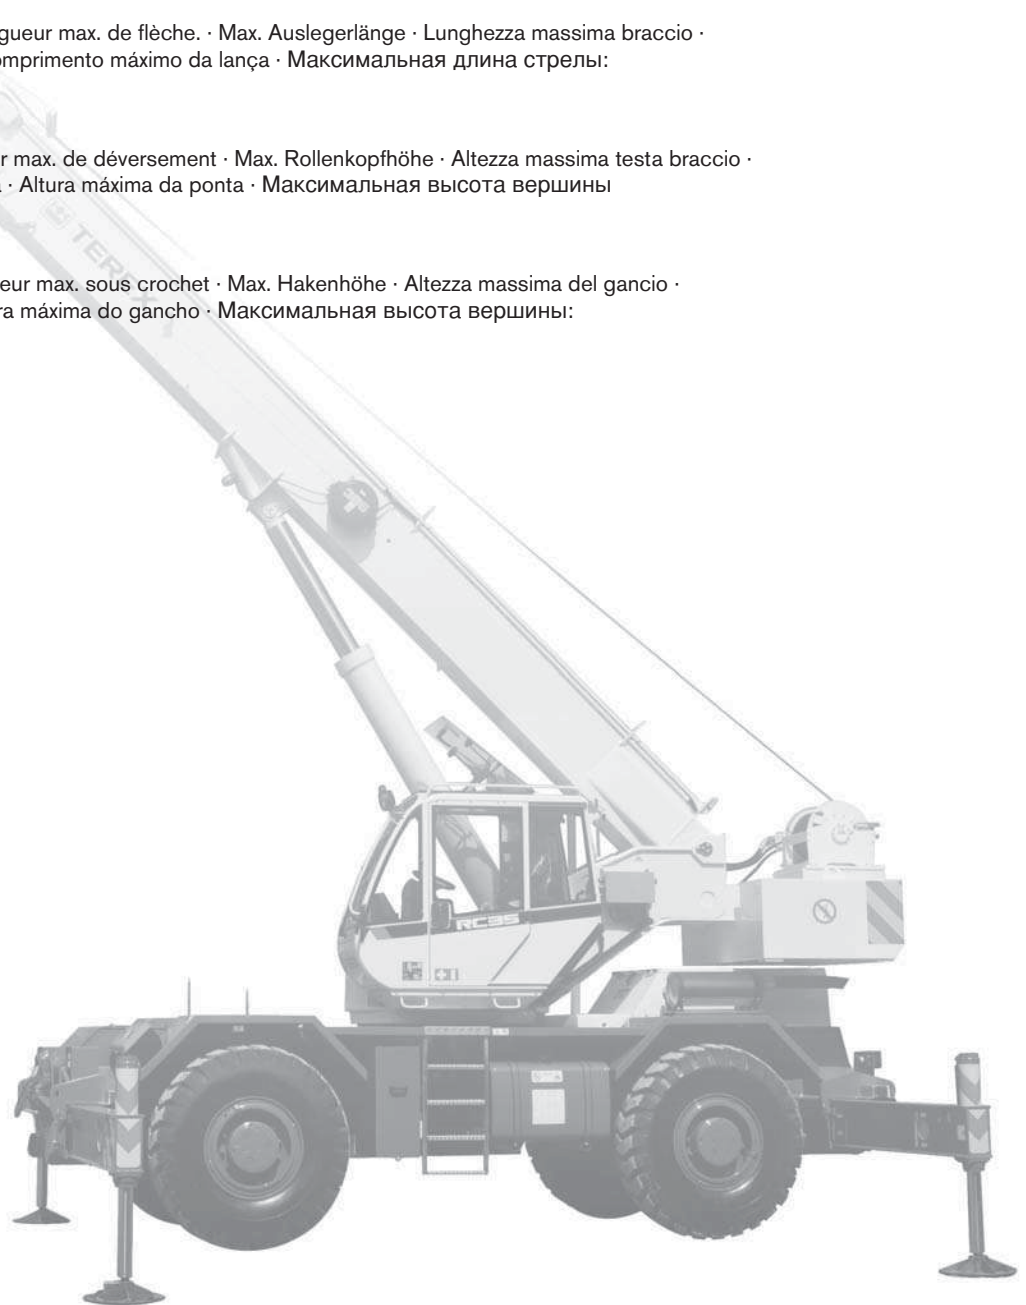 gueur max. de flèche. · Max. Auslegerlänge · Lunghezza massima braccio ·
omprimento máximo da lança · Максимальная длина стрелы:
r max. de déversement · Max. Rollenkopfhöhe · Altezza massima testa braccio ·
· Altura máxima da ponta · Максимальная высота вершины
TEREX
eur max. sous crochet · Max. Hakenhöhe · Altezza massima del gancio ·
ra máxima do gancho · Максимальная высота вершины:
RC35